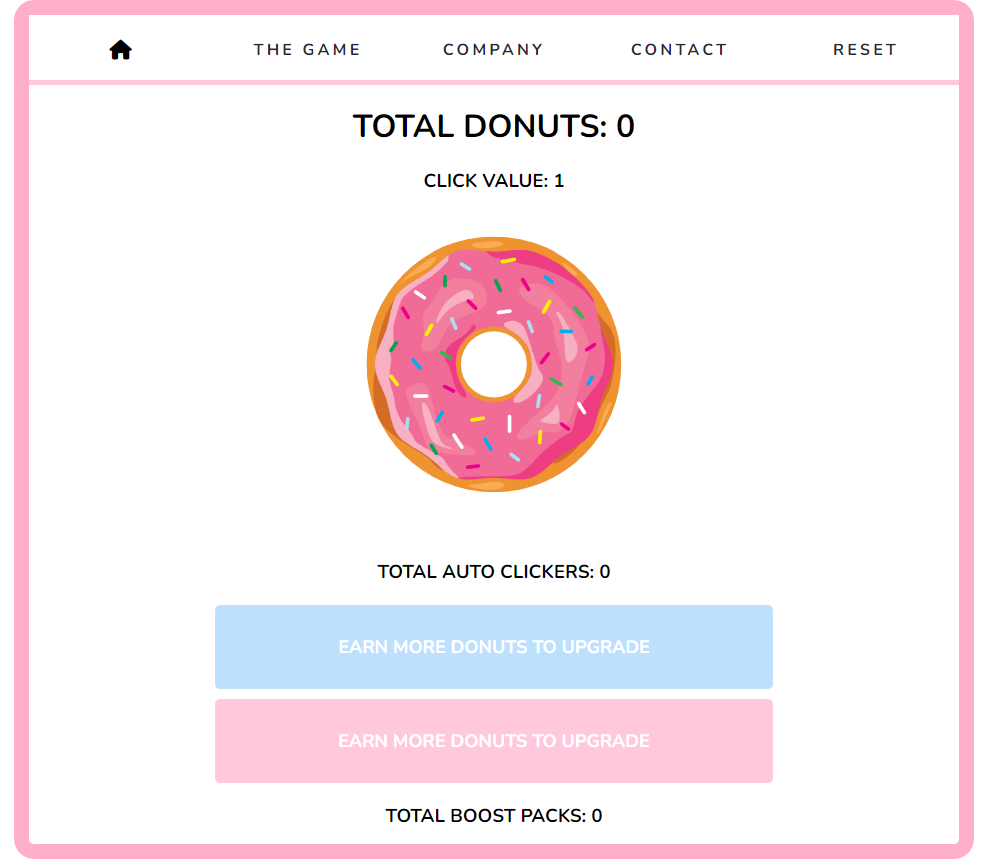 THE GAME COMPANY CONTACT RESET
TOTAL DONUTS: 0
CLICK VALUE: 1
TOTAL AUTO CLICKERS: 0
EARN MORE DONUTS TO UPGRADE
EARN MORE DONUTS TO UPGRADE
TOTAL BOOST PACKS: 0